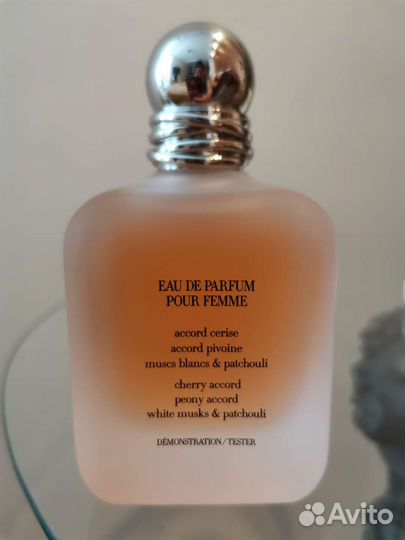 EAU DE PARFUM
POUR FEMME
accord cerise
accord pivoine
muscs blancs & patchouli
cherry accord
peony accord
white musks & patchouli
DÉMONSTRATION/TESTER
Avito